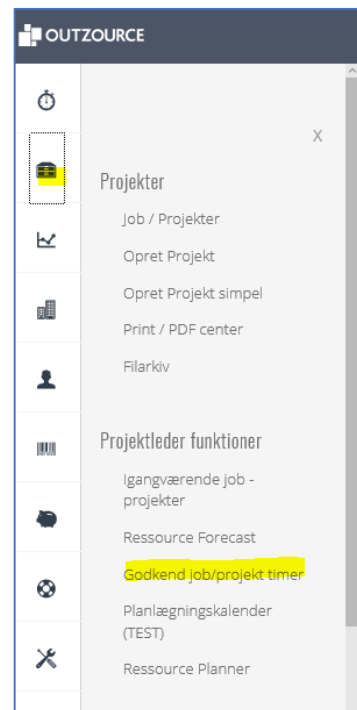 OUTZOURCE
X
Projekter
Job / Projekter
Opret Projekt
Opret Projekt simpel
Print / PDF center
Filarkiv
Projektleder funktioner
Igangværende job -
projekter
Ressource Forecast
Godkend job/projekt timer
Planlægningskalender
(TEST)
Ressource Planner